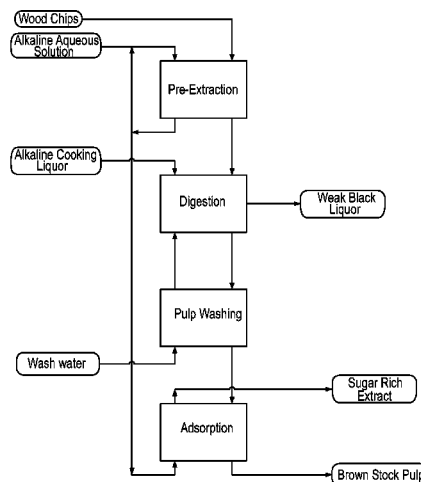 Wood Chips
Alkaline Aqueous
Solution
Pre-Extraction
Alkaline Cooking
Liquor
Digestion
Weak Black
Liquor
Pulp Washing
Wash water
Sugar Rich
Extract
Adsorption
Brown Stock Pulp